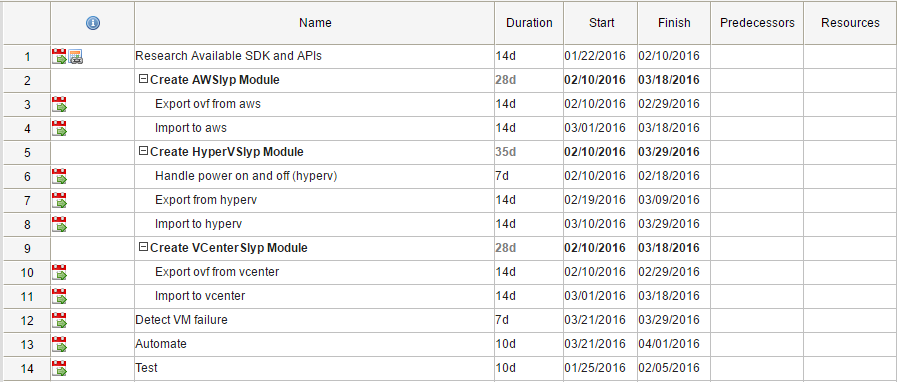 Name Duration Start Finish Predecessors Resources
1 Research Available SDK and APIs 14d 01/22/2016 02/10/2016
2 Create AWSlyp Module 28d 02/10/2016 03/18/2016
3 Export ovf from aws 14d 02/10/2016 02/29/2016
4 Import to aws 14d 03/01/2016 03/18/2016
5 Create HyperVSlyp Module 35d 02/10/2016 03/29/2016
6 Handle power on and off (hyperv) 7d 02/10/2016 02/18/2016
7 Export from hyperv 14d 02/19/2016 03/09/2016
8 Import to hyperv 14d 03/10/2016 03/29/2016
9 Create VCenterSlyp Module 28d 02/10/2016 03/18/2016
10 Export ovf from vcenter 14d 02/10/2016 02/29/2016
11 Import to vcenter 14d 03/01/2016 03/18/2016
12 Detect VM failure 7d 03/21/2016 03/29/2016
13 Automate 10d 03/21/2016 04/01/2016
14 Test 10d 01/25/2016 02/05/2016